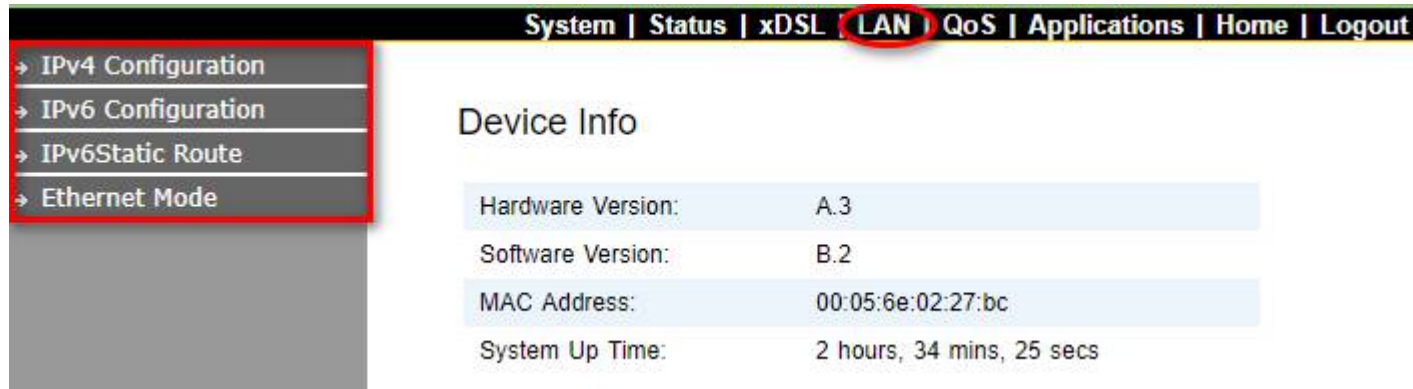 System | Status | xDSL | LAN | QoS | Applications | Home | Logout
IPv4 Configuration
IPv6 Configuration
IPv6Static Route
Ethernet Mode
Device Info
Hardware Version: A.3
Software Version: B.2
MAC Address: 00:05:6e:02:27:bc
System Up Time: 2 hours, 34 mins, 25 secs